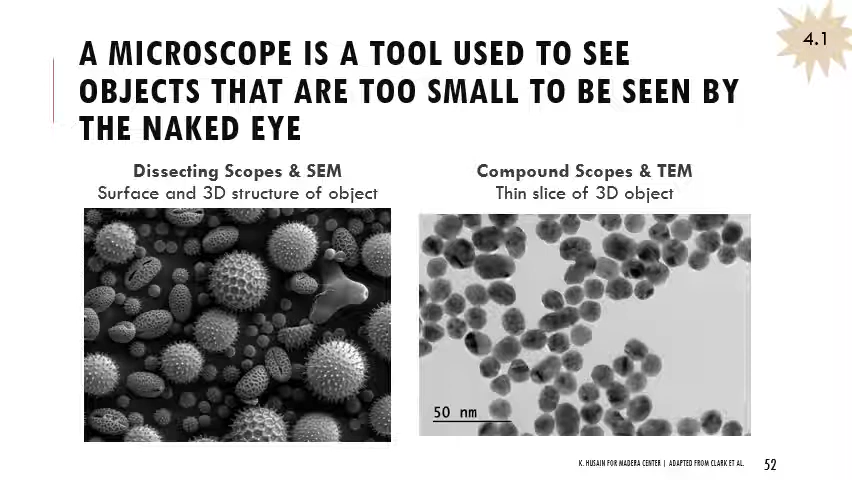 4.1
A MICROSCOPE IS A TOOL USED TO SEE
OBJECTS THAT ARE TOO SMALL TO BE SEEN BY
THE NAKED EYE
Dissecting Scopes & SEM
Surface and 3D structure of object
Compound Scopes & TEM
Thin slice of 3D object
50 nm
K. HUSAIN FOR MADERA CENTER | ADAPTED FROM CLARK ET AL.
52